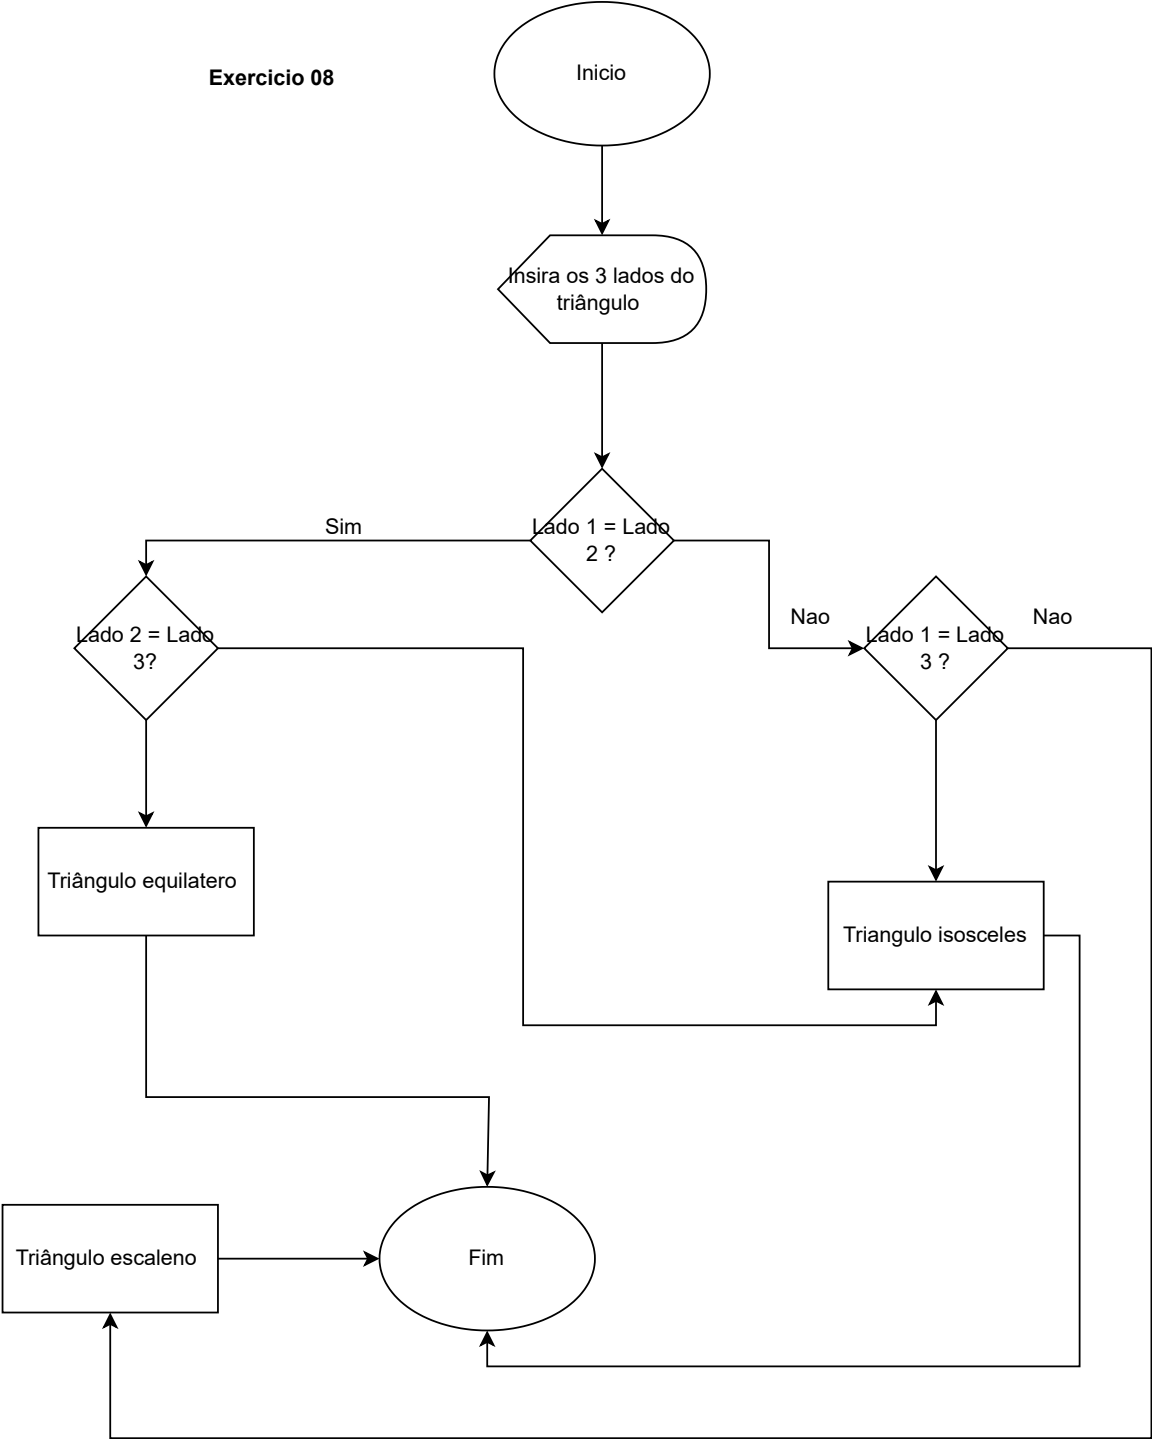 Inicio
Exercicio 08
Insira os 3 lados do
triângulo
Sim
Lado 1 = Lado
2 ?
Nao
Nao
Lado 2 = Lado
3?
Lado 1 = Lado
3 ?
Triângulo equilatero
Triangulo isosceles
Triângulo escaleno
Fim